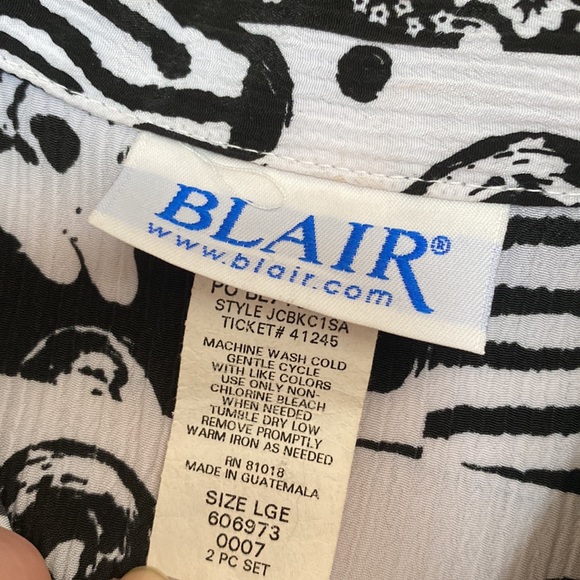 BLAIR®
www.blair.com
PO
STYLE JCBKC1SA
TICKET# 41245
MACHINE WASH COLD
GENTLE CYCLE
WITH LIKE COLORS
USE ONLY NON-
CHLORINE BLEACH
WHEN NEEDED
TUMBLE DRY LOW
REMOVE PROMPTLY
WARM IRON AS NEEDED
RN 81018
MADE IN GUATEMALA
SIZE LGE
606973
0007
2 PC SET